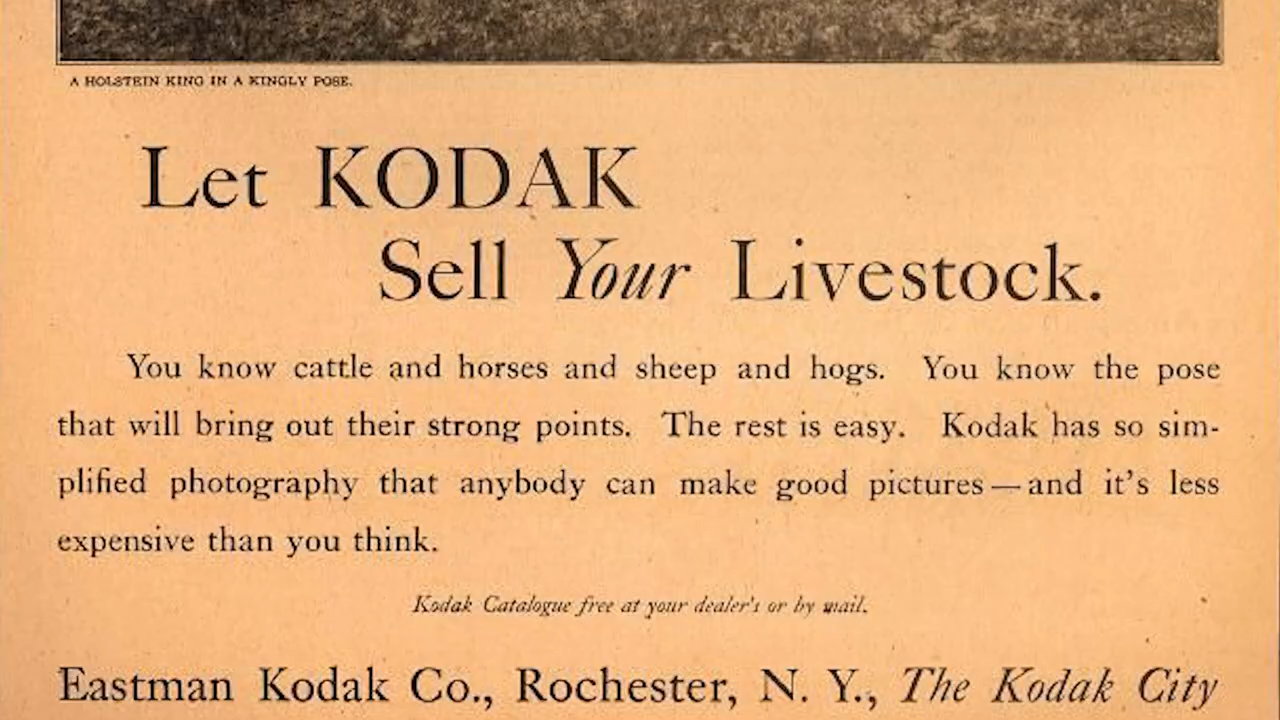 A HOLSTEIN KING IN A KINGLY POSE.
Let KODAK
Sell Your Livestock.
You know cattle and horses and sheep and hogs. You know the pose
that will bring out their strong points. The rest is easy. Kodak has so sim-
plified photography that anybody can make good pictures—and it's less
expensive than you think.
Kodak Catalogue free at your dealer's or by mail.
Eastman Kodak Co., Rochester, N. Y., The Kodak City